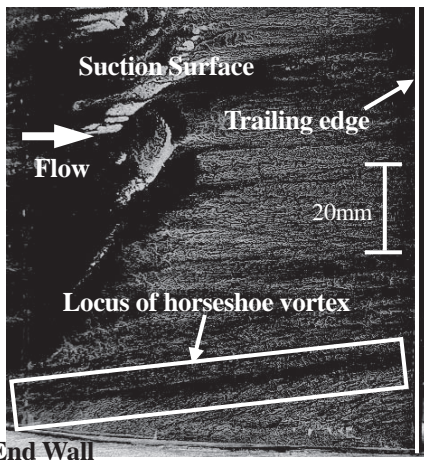 Suction Surface
Trailing edge
Flow
20mm
Locus of horseshoe vortex
End Wall